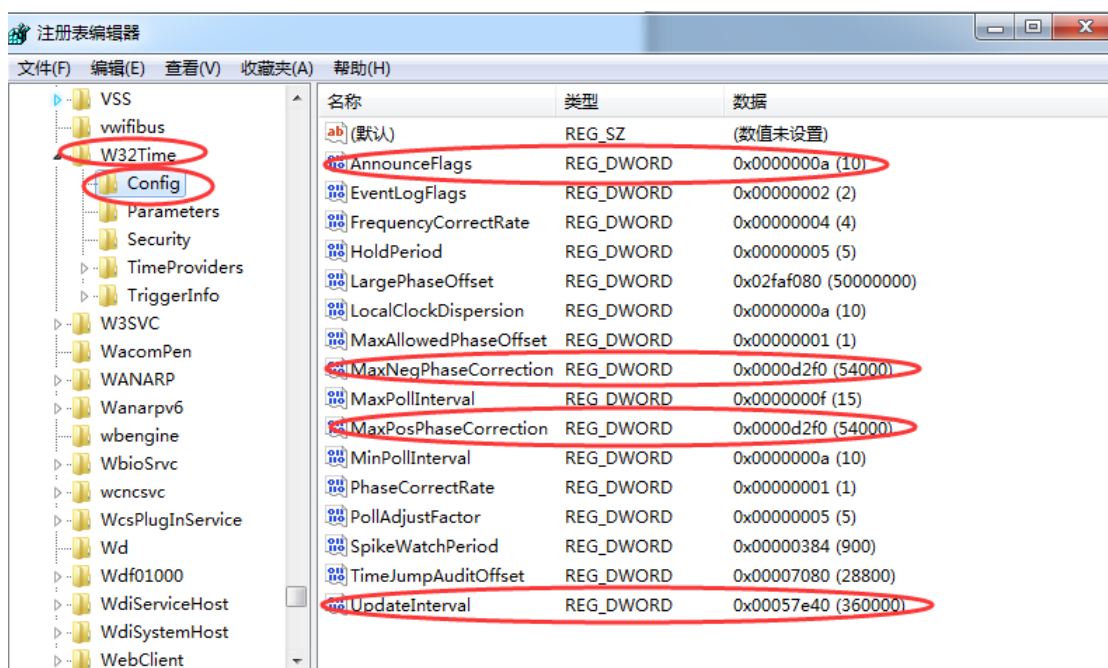 注册表编辑器
文件(F) 编辑(E) 查看(V) 收藏夹(A) 帮助(H)
VSS
vwifibus
W32Time
Config
Parameters
Security
TimeProviders
TriggerInfo
W3SVC
WacomPen
WANARP
Wanarpv6
wbengine
WbioSrvc
wcncsvc
WcsPlugInService
Wd
Wdf01000
WdiServiceHost
WdiSystemHost
WebClient
名称 类型 数据
ab (默认) REG_SZ (数值未设置)
AnnounceFlags REG_DWORD 0x0000000a (10)
EventLogFlags REG_DWORD 0x00000002 (2)
FrequencyCorrectRate REG_DWORD 0x00000004 (4)
HoldPeriod REG_DWORD 0x00000005 (5)
LargePhaseOffset REG_DWORD 0x02faf080 (50000000)
LocalClockDispersion REG_DWORD 0x0000000a (10)
MaxAllowedPhaseOffset REG_DWORD 0x00000001 (1)
MaxNegPhaseCorrection REG_DWORD 0x0000d2f0 (54000)
MaxPollInterval REG_DWORD 0x0000000f (15)
MaxPosPhaseCorrection REG_DWORD 0x0000d2f0 (54000)
MinPollInterval REG_DWORD 0x0000000a (10)
PhaseCorrectRate REG_DWORD 0x00000001 (1)
PollAdjustFactor REG_DWORD 0x00000005 (5)
SpikeWatchPeriod REG_DWORD 0x00000384 (900)
TimeJumpAuditOffset REG_DWORD 0x00007080 (28800)
UpdateInterval REG_DWORD 0x00057e40 (360000)